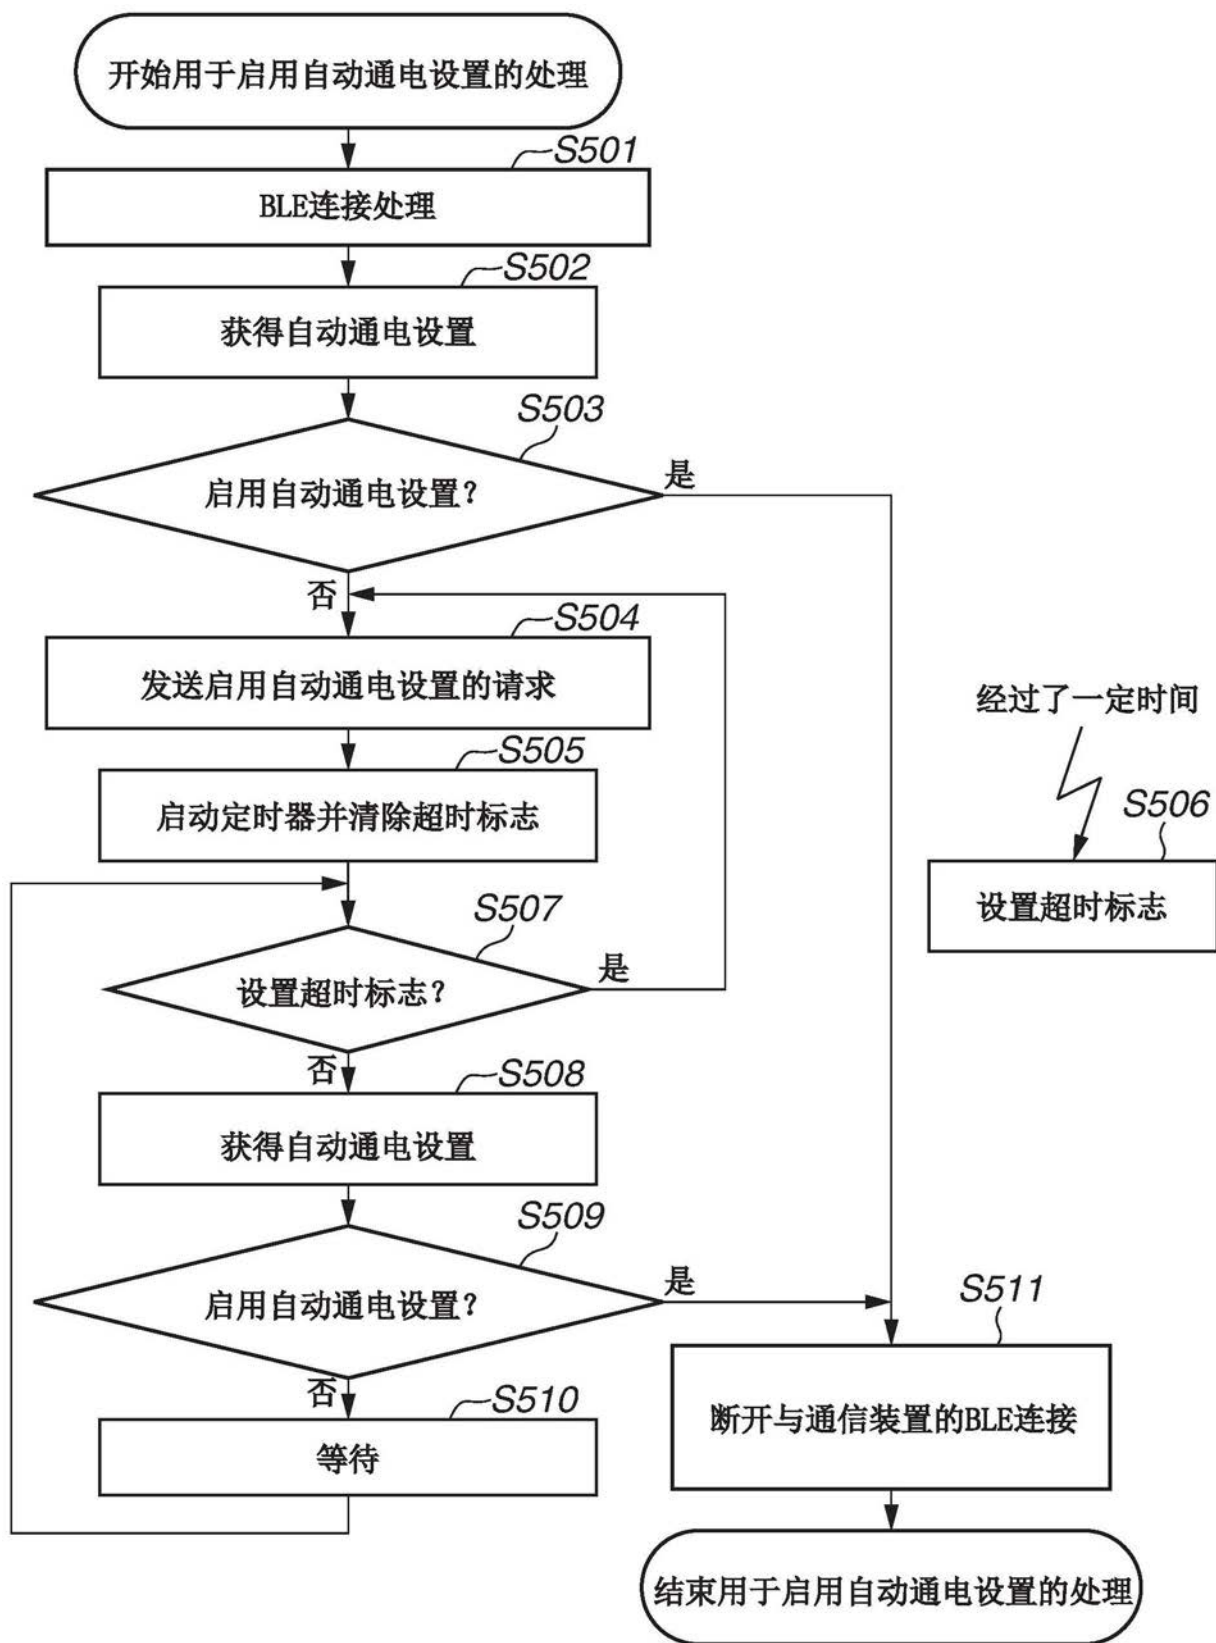 开始用于启用自动通电设置的处理
S501
BLE连接处理
S502
获得自动通电设置
S503
启用自动通电设置?
是
否
S504
发送启用自动通电设置的请求
S505
启动定时器并清除超时标志
经过了一定时间
S506
设置超时标志
S507
设置超时标志?
是
否
S508
获得自动通电设置
S509
启用自动通电设置?
是
否
S510
等待
S511
断开与通信装置的BLE连接
结束用于启用自动通电设置的处理